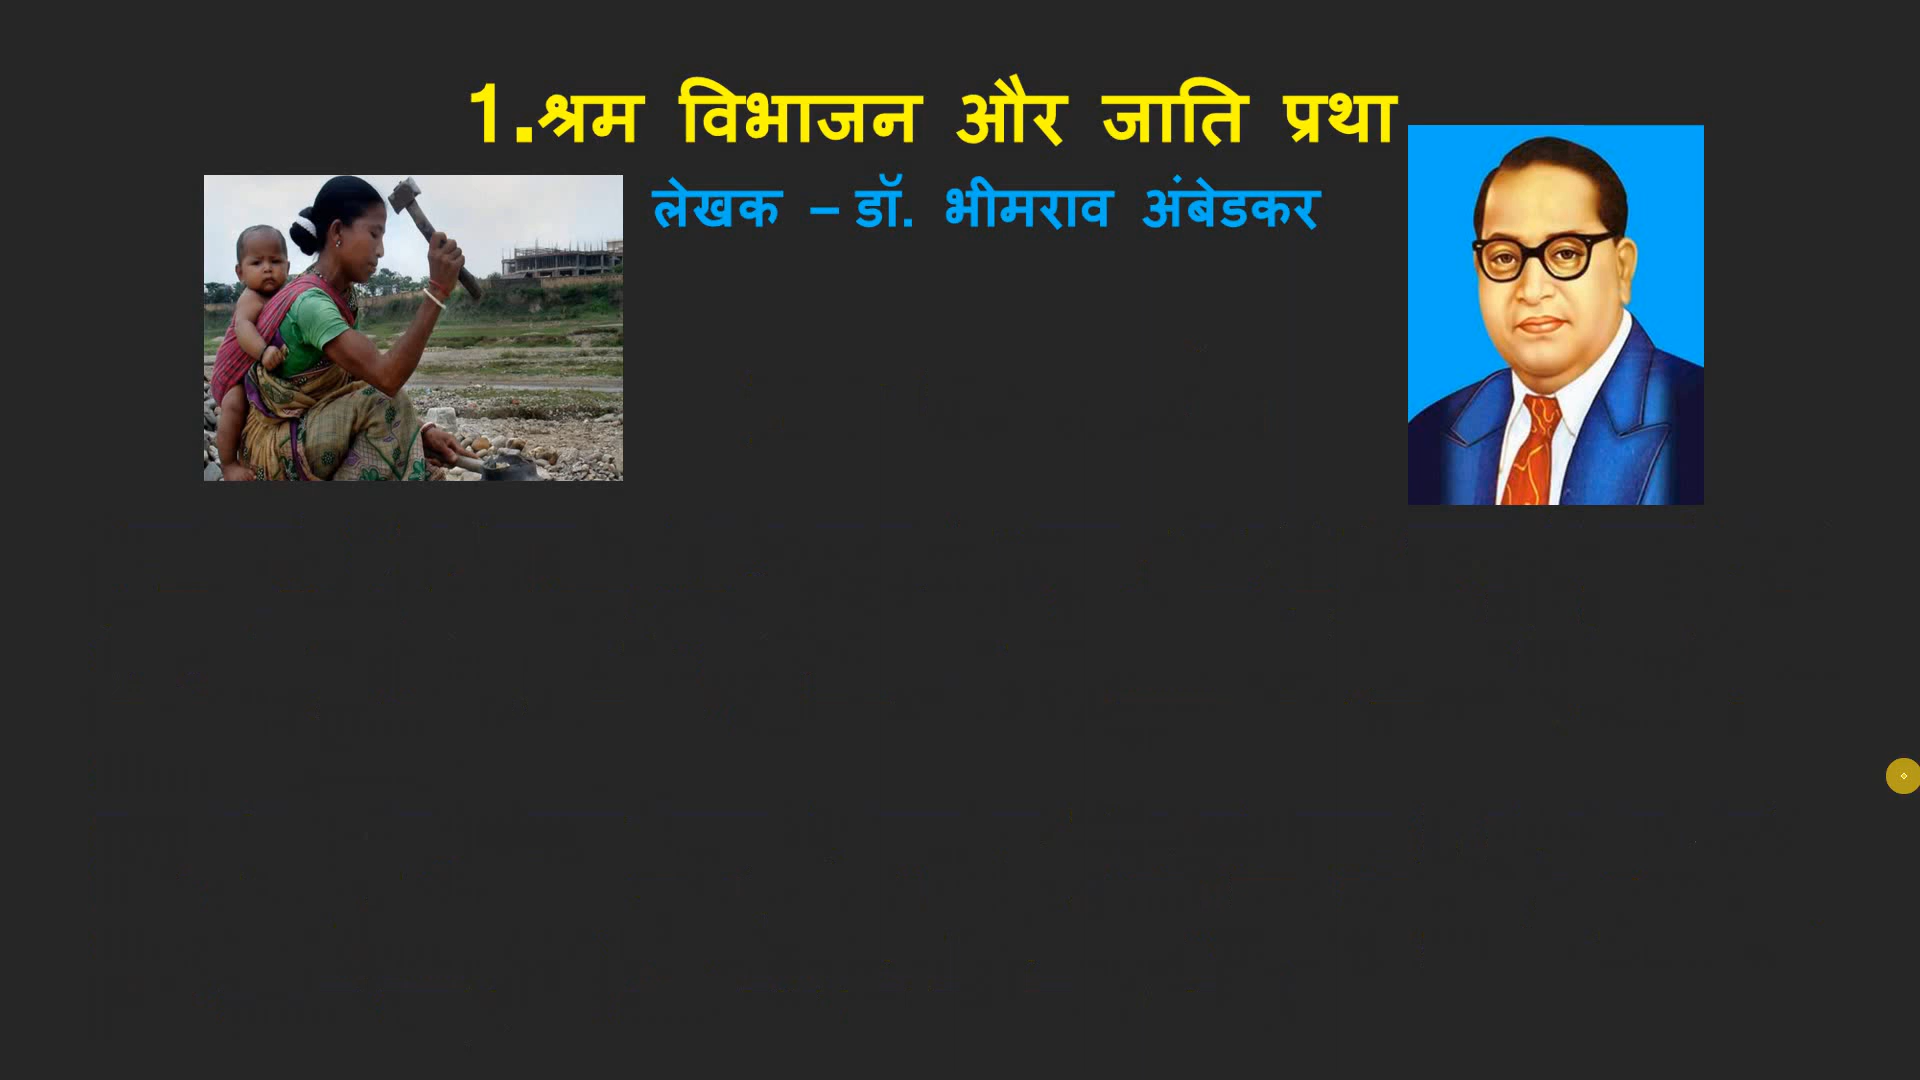 1.श्रम विभाजन और जाति प्रथा
लेखक – डॉ. भीमराव अंबेडकर